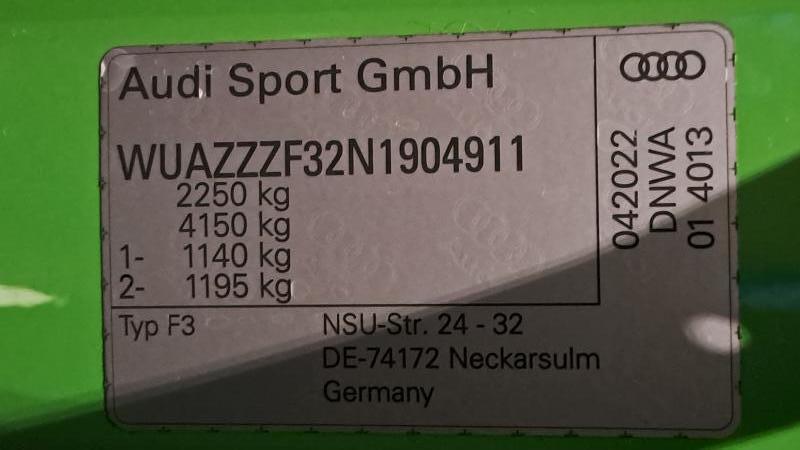 Audi Sport GmbH
WUAZZZF32N1904911
2250 kg
4150 kg
1- 1140 kg
2- 1195 kg
Typ F3
NSU-Str. 24 - 32
DE-74172 Neckarsulm
Germany
042022
DNWA
01 4013